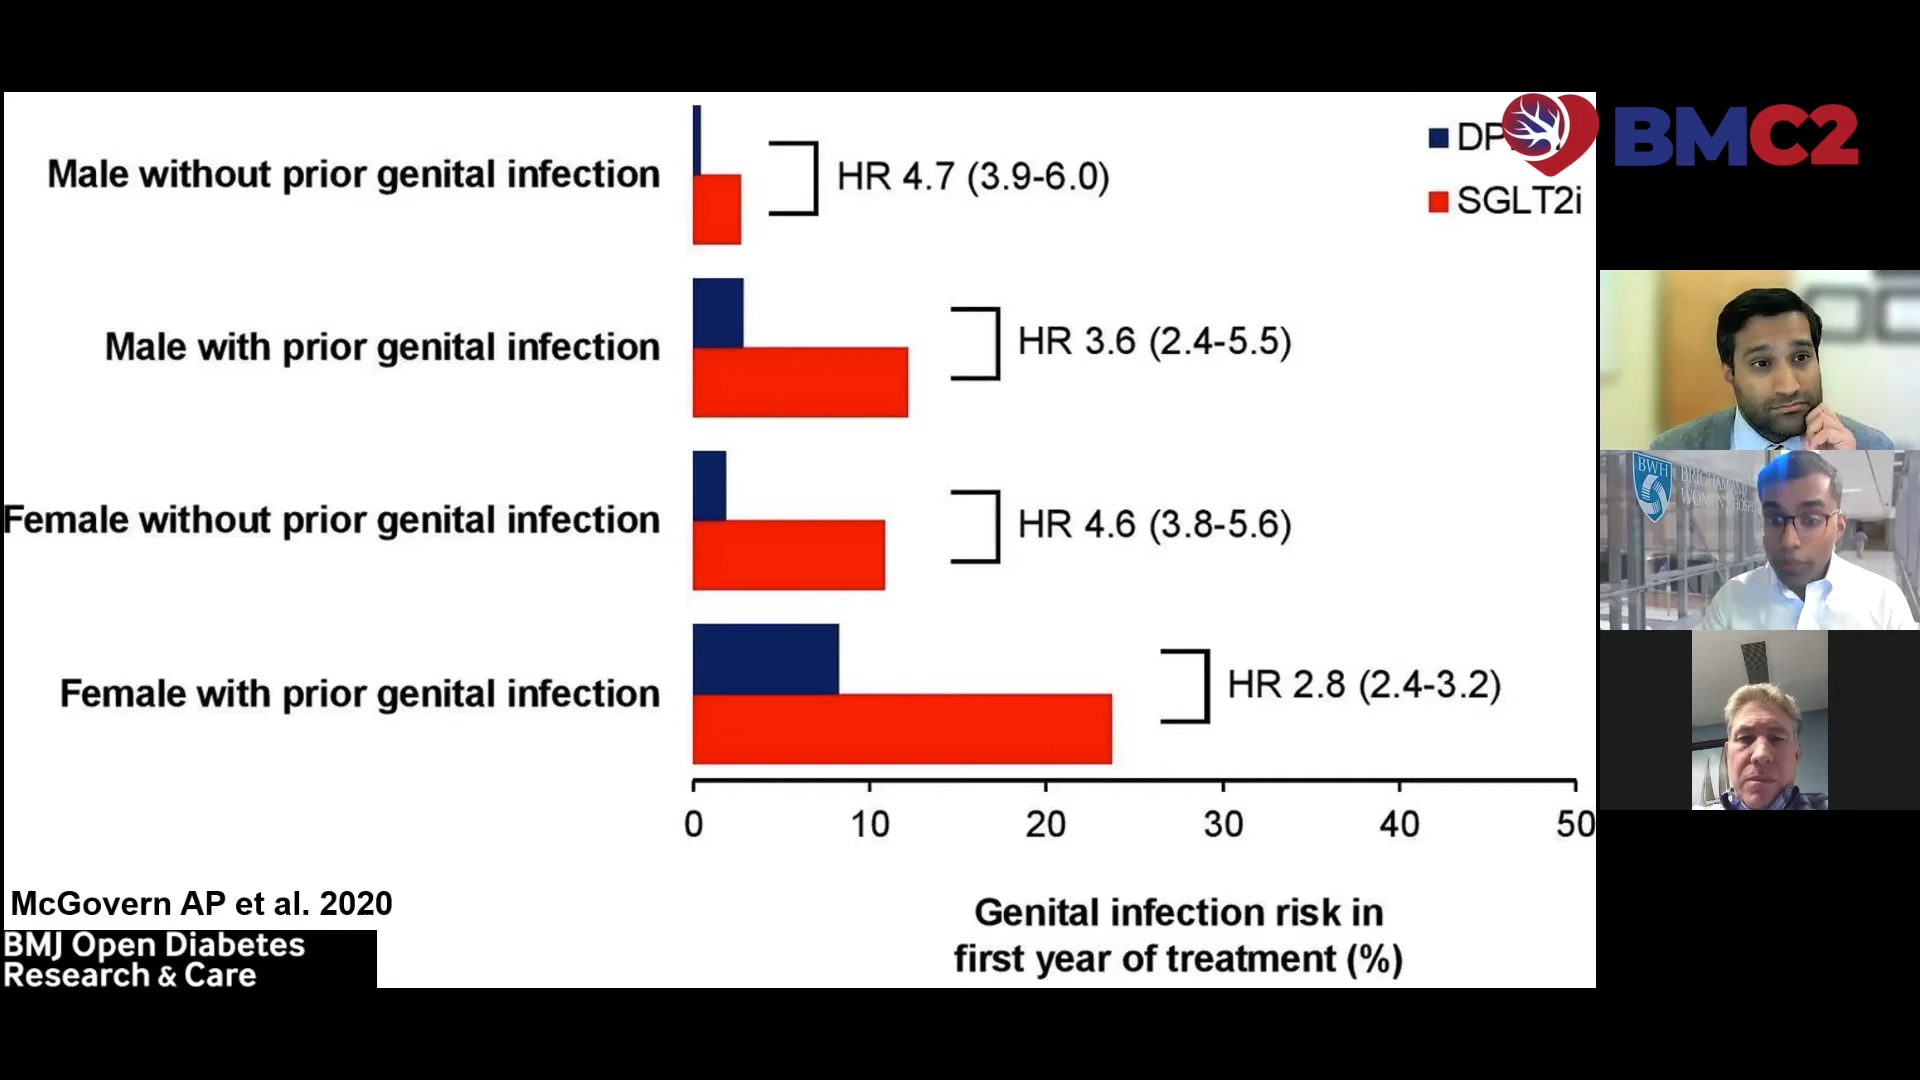 Male without prior genital infection
HR 4.7 (3.9-6.0)
SGLT2i
BMC2
Male with prior genital infection
HR 3.6 (2.4-5.5)
Female without prior genital infection
HR 4.6 (3.8-5.6)
Female with prior genital infection
HR 2.8 (2.4-3.2)
0 10 20 30 40 50
Genital infection risk in
first year of treatment (%)
McGovern AP et al. 2020
BMJ Open Diabetes
Research & Care
BWH
BRIGHAM AND
WOMEN'S